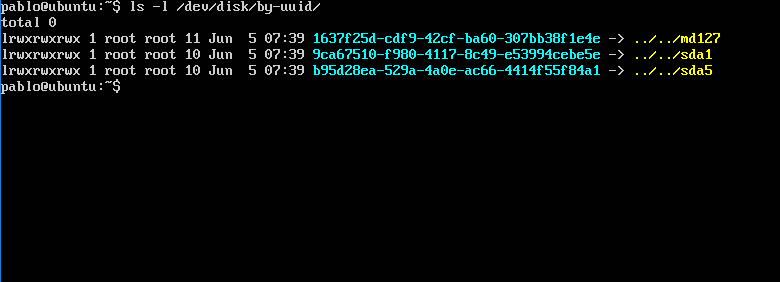 pablo@ubuntu:~$ ls -l /dev/disk/by-uuid/
total 0
lrwxrwxrwx 1 root root 11 Jun  5 07:39 1637f25d-cdf9-42cf-ba60-307bb38f1e4e -> ../../md127
lrwxrwxrwx 1 root root 10 Jun  5 07:39 9ca67510-f980-4117-8c49-e53994cebe5e -> ../../sda1
lrwxrwxrwx 1 root root 10 Jun  5 07:39 b95d28ea-529a-4a0e-ac66-4414f55f84a1 -> ../../sda5
pablo@ubuntu:~$